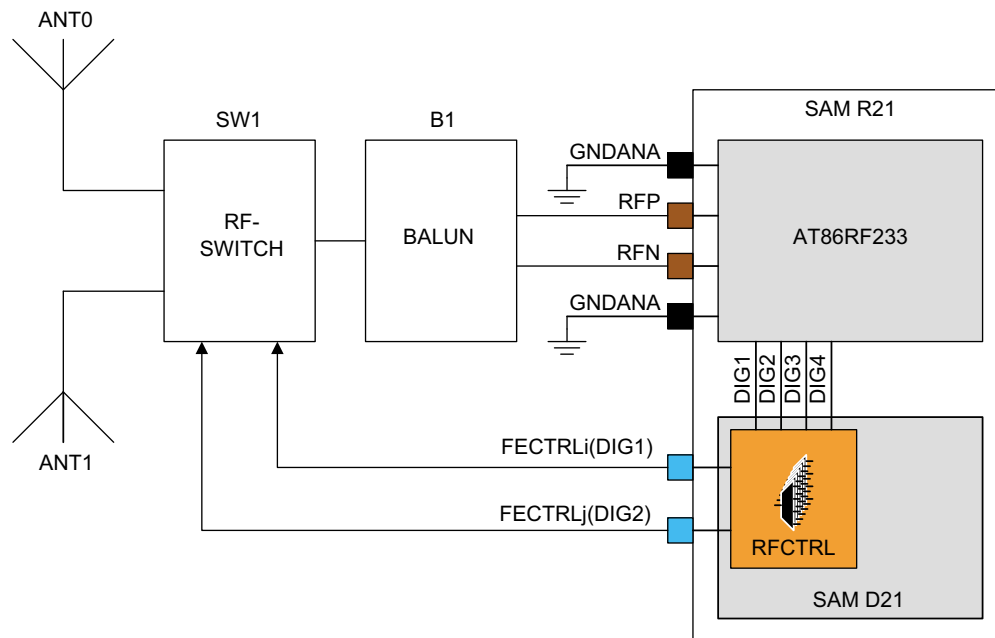 ANT0
SW1
B1
SAM R21
GNDANA
RFP
RFN
GNDANA
RF-
SWITCH
BALUN
AT86RF233
DIG1
DIG2
DIG3
DIG4
ANT1
FECTRLi(DIG1)
FECTRLj(DIG2)
RFCTRL
SAM D21